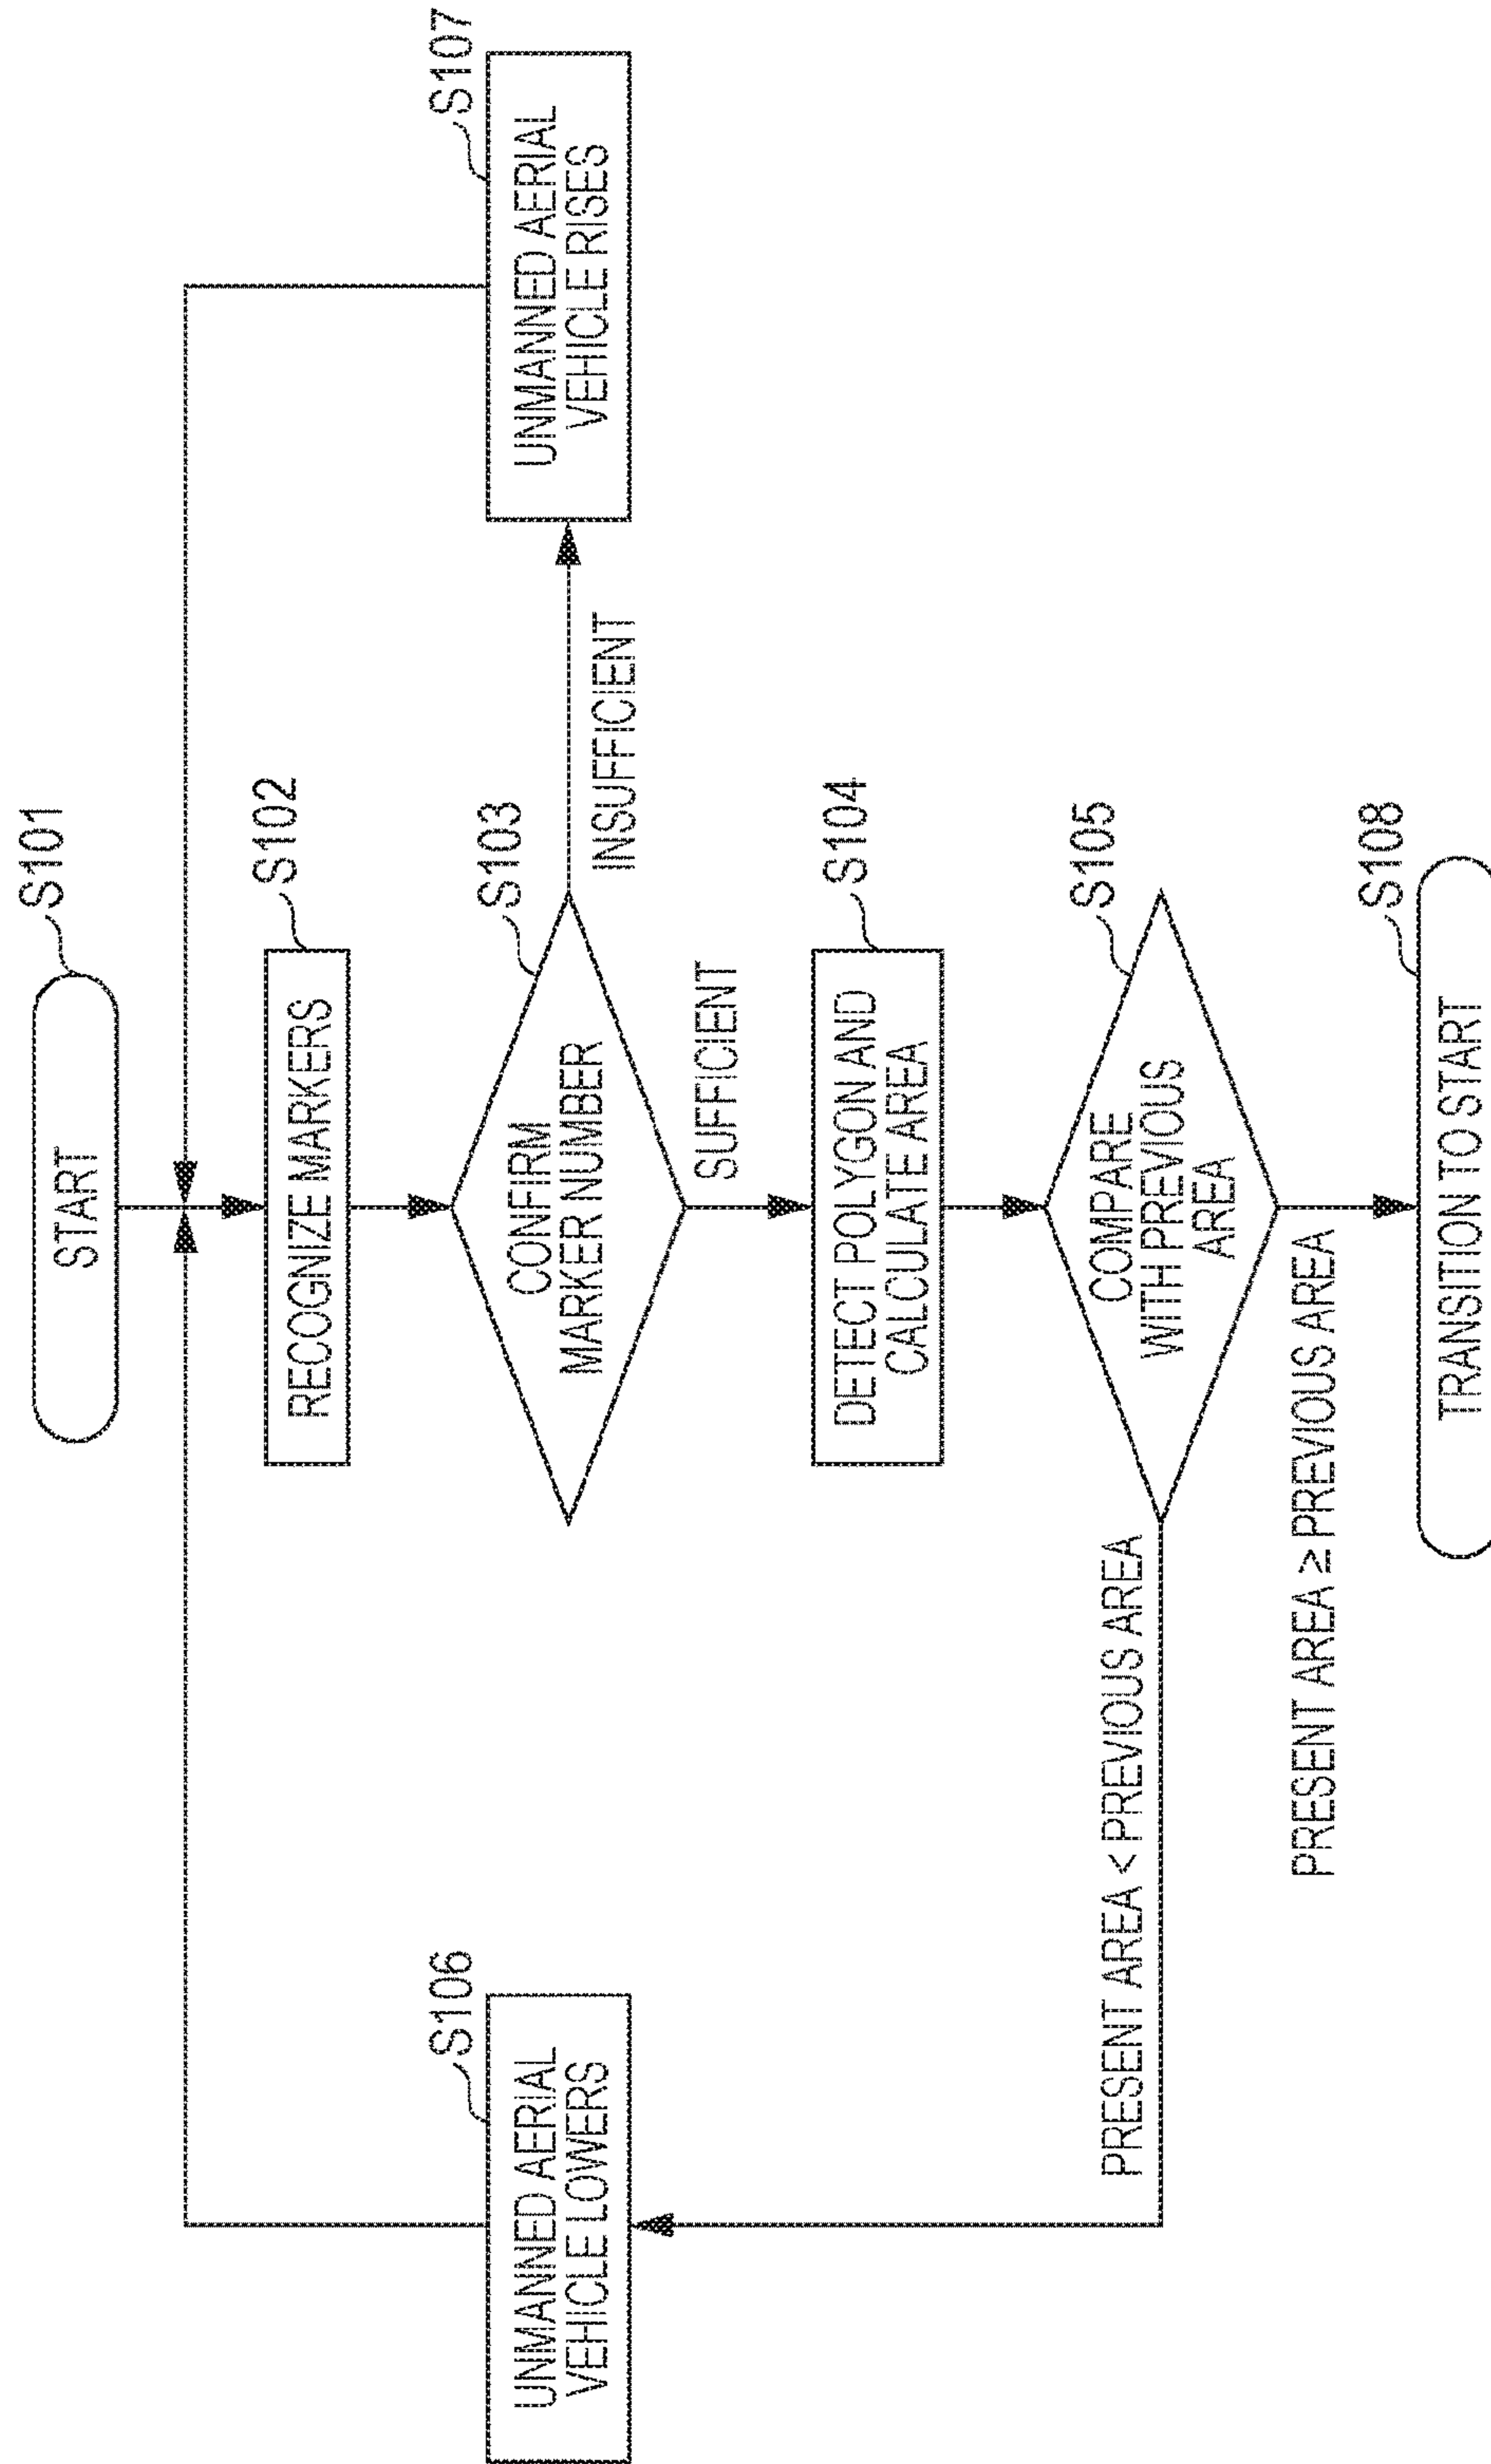 START
S101
RECOGNIZE MARKERS
S102
CONFIRM
MARKER NUMBER
S103
INSUFFICIENT
UNMANNED AERIAL
VEHICLE RISES
S107
SUFFICIENT
DETECT POLYGON AND
CALCULATE AREA
S104
COMPARE
WITH PREVIOUS
AREA
S105
PRESENT AREA < PREVIOUS AREA
UNMANNED AERIAL
VEHICLE LOWERS
S106
PRESENT AREA ≥ PREVIOUS AREA
TRANSITION TO START
S108